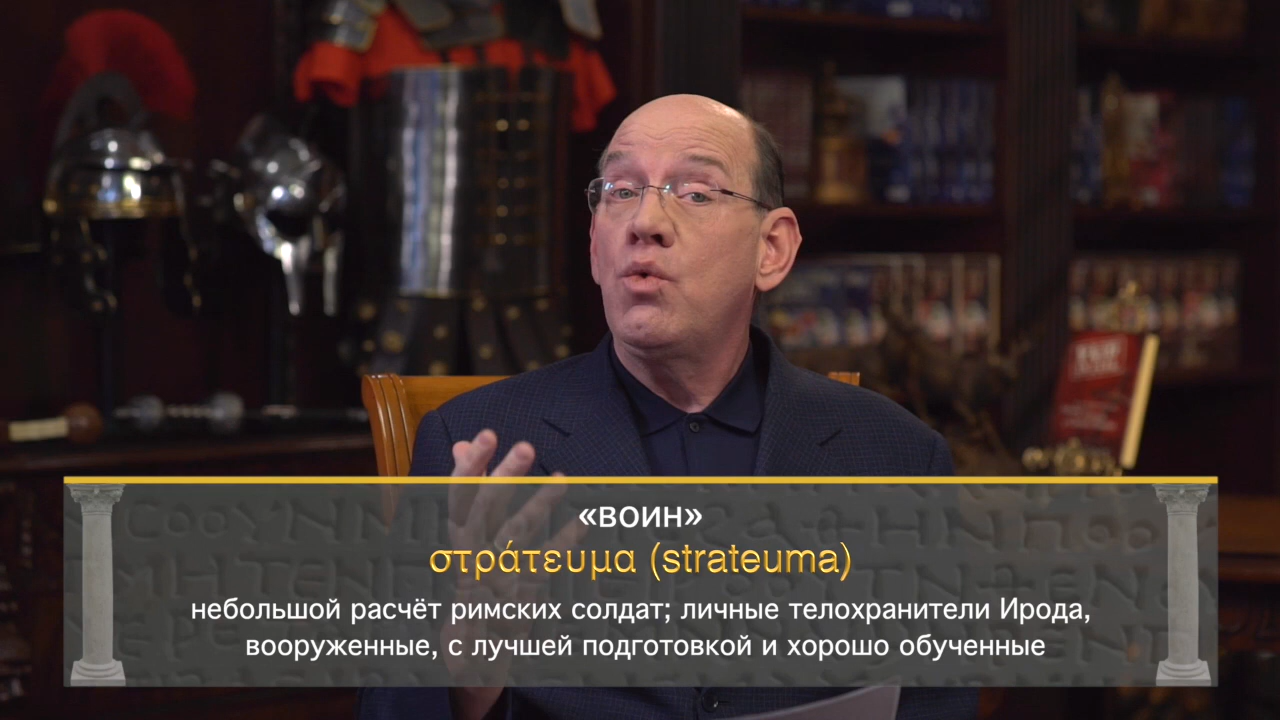 «воин»
στράτευμα (strateuma)
небольшой расчёт римских солдат; личные телохранители Ирода,
вооруженные, с лучшей подготовкой и хорошо обученные